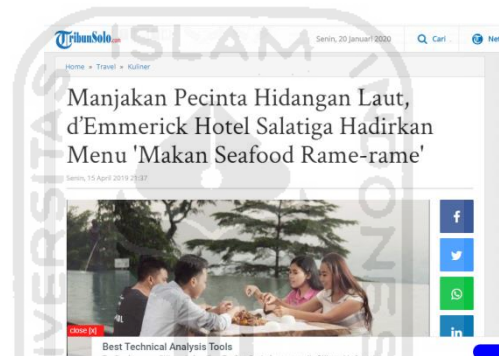 TribunSolo.com
Senin, 20 Januari 2020
Cari
Home » Travel » Kuliner
Manjakan Pecinta Hidangan Laut,
d'Emmerick Hotel Salatiga Hadirkan
Menu 'Makan Seafood Rame-rame'
Senin, 15 April 2019 21:37
close [x]
Best Technical Analysis Tools
ISLAM